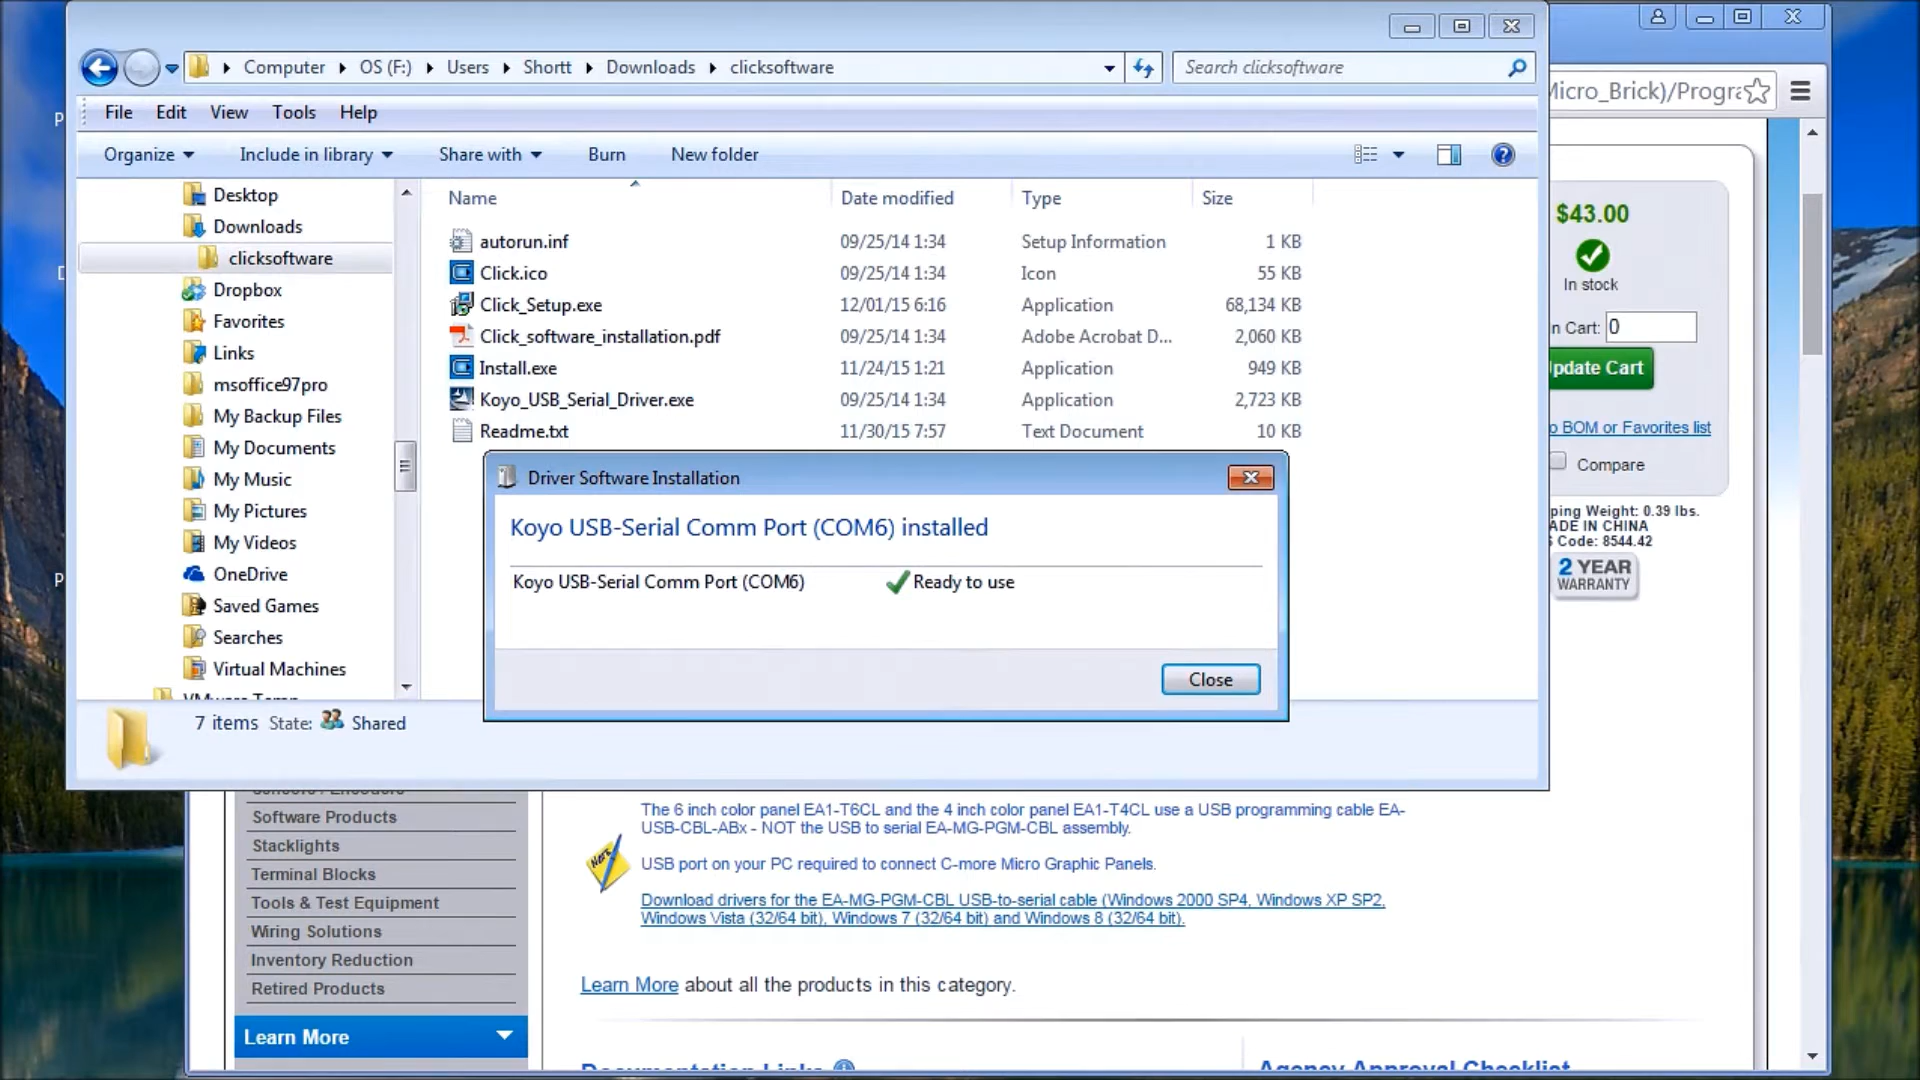 Computer ▸ OS (F:) ▸ Users ▸ Shortt ▸ Downloads ▸ clicksoftware
Search clicksoftware
File Edit View Tools Help
Organize Include in library Share with Burn New folder
Desktop
Downloads
clicksoftware
Dropbox
Favorites
Links
msoffice97pro
My Backup Files
My Documents
My Music
My Pictures
My Videos
OneDrive
Saved Games
Searches
Virtual Machines
Name Date modified Type Size
autorun.inf 09/25/14 1:34 Setup Information 1 KB
Click.ico 09/25/14 1:34 Icon 55 KB
Click_Setup.exe 12/01/15 6:16 Application 68,134 KB
Click_software_installation.pdf 09/25/14 1:34 Adobe Acrobat D... 2,060 KB
Install.exe 11/24/15 1:21 Application 949 KB
Koyo_USB_Serial_Driver.exe 09/25/14 1:34 Application 2,723 KB
Readme.txt 11/30/15 7:57 Text Document 10 KB
Driver Software Installation
Koyo USB-Serial Comm Port (COM6) installed
Koyo USB-Serial Comm Port (COM6) Ready to use
Close
7 items State: Shared
Micro_Brick)/Progra
$43.00
In stock
n Cart: 0
pdate Cart
o BOM or Favorites list
Compare
ping Weight: 0.39 lbs.
ADE IN CHINA
Code: 8544.42
2 YEAR
WARRANTY
Software Products
Stacklights
Terminal Blocks
Tools & Test Equipment
Wiring Solutions
Inventory Reduction
Retired Products
Learn More
The 6 inch color panel EA1-T6CL and the 4 inch color panel EA1-T4CL use a USB programming cable EA-
USB-CBL-ABx - NOT the USB to serial EA-MG-PGM-CBL assembly.
Note
USB port on your PC required to connect C-more Micro Graphic Panels.
Download drivers for the EA-MG-PGM-CBL USB-to-serial cable (Windows 2000 SP4, Windows XP SP2,
Windows Vista (32/64 bit), Windows 7 (32/64 bit) and Windows 8 (32/64 bit).
Learn More about all the products in this category.
Documentation Links
Agency Approval Checklist